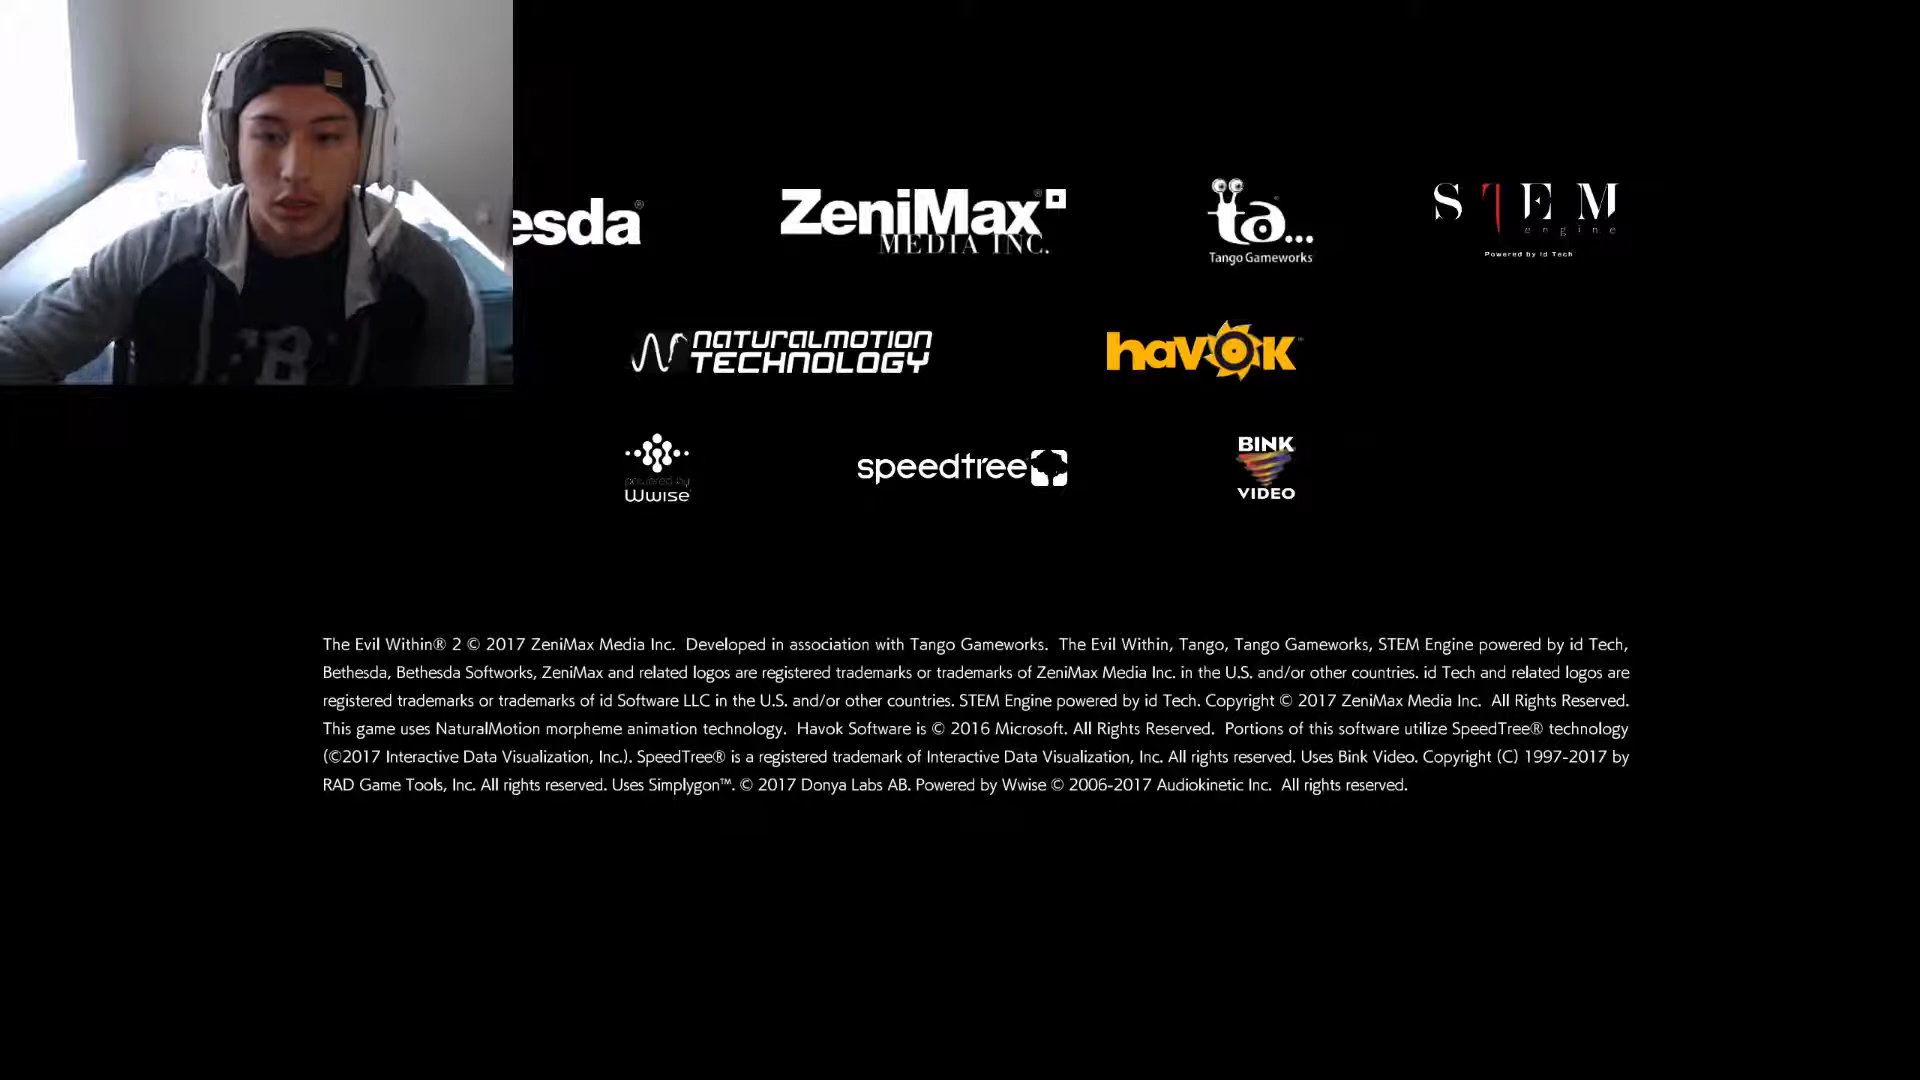 esda®
ZeniMax®
MEDIA INC.
ta...
Tango Gameworks
STEM
engine
Powered by id Tech
NATURALMOTION
TECHNOLOGY
havok™
powered by
Wwise
speedtree
BINK
VIDEO
The Evil Within® 2 © 2017 ZeniMax Media Inc.  Developed in association with Tango Gameworks.  The Evil Within, Tango, Tango Gameworks, STEM Engine powered by id Tech,
Bethesda, Bethesda Softworks, ZeniMax and related logos are registered trademarks or trademarks of ZeniMax Media Inc. in the U.S. and/or other countries. id Tech and related logos are
registered trademarks or trademarks of id Software LLC in the U.S. and/or other countries. STEM Engine powered by id Tech. Copyright © 2017 ZeniMax Media Inc.  All Rights Reserved.
This game uses NaturalMotion morpheme animation technology.  Havok Software is © 2016 Microsoft. All Rights Reserved.  Portions of this software utilize SpeedTree® technology
(©2017 Interactive Data Visualization, Inc.). SpeedTree® is a registered trademark of Interactive Data Visualization, Inc. All rights reserved. Uses Bink Video. Copyright (C) 1997-2017 by
RAD Game Tools, Inc. All rights reserved. Uses Simplygon™. © 2017 Donya Labs AB. Powered by Wwise © 2006-2017 Audiokinetic Inc.  All rights reserved.